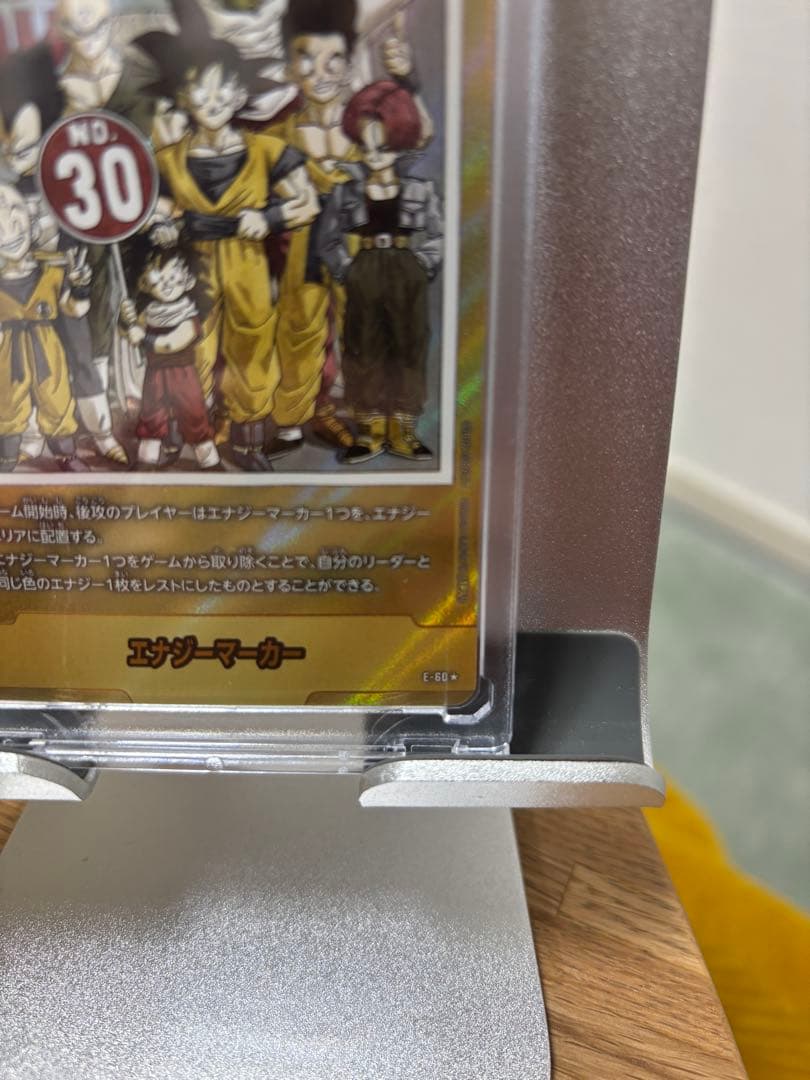 NO.
30
ーム開始時、後攻のプレイヤーはエナジーマーカー1つを、エナジー
リアに配置する。
エナジーマーカー1つをゲームから取り除くことで、自分のリーダーと
同じ色のエナジー1枚をレストにしたものとすることができる。
エナジーマーカー
E-60★